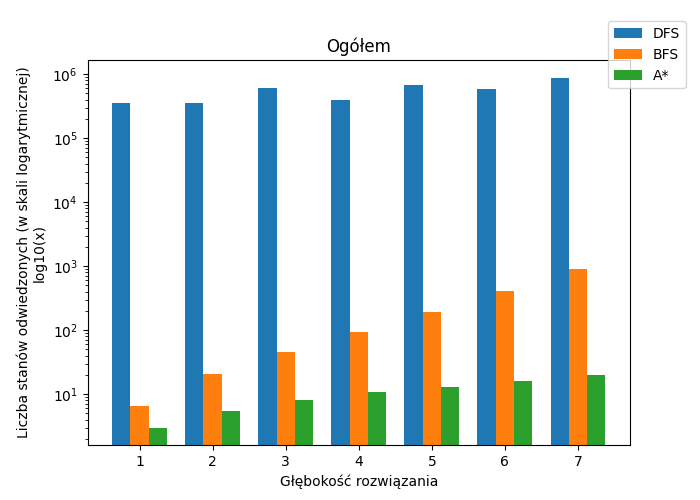 Ogółem
DFS
BFS
A*
Liczba stanów odwiedzonych (w skali logarytmicznej)
log10(x)
10⁶
10⁵
10⁴
10³
10²
10¹
1 2 3 4 5 6 7
Głębokość rozwiązania